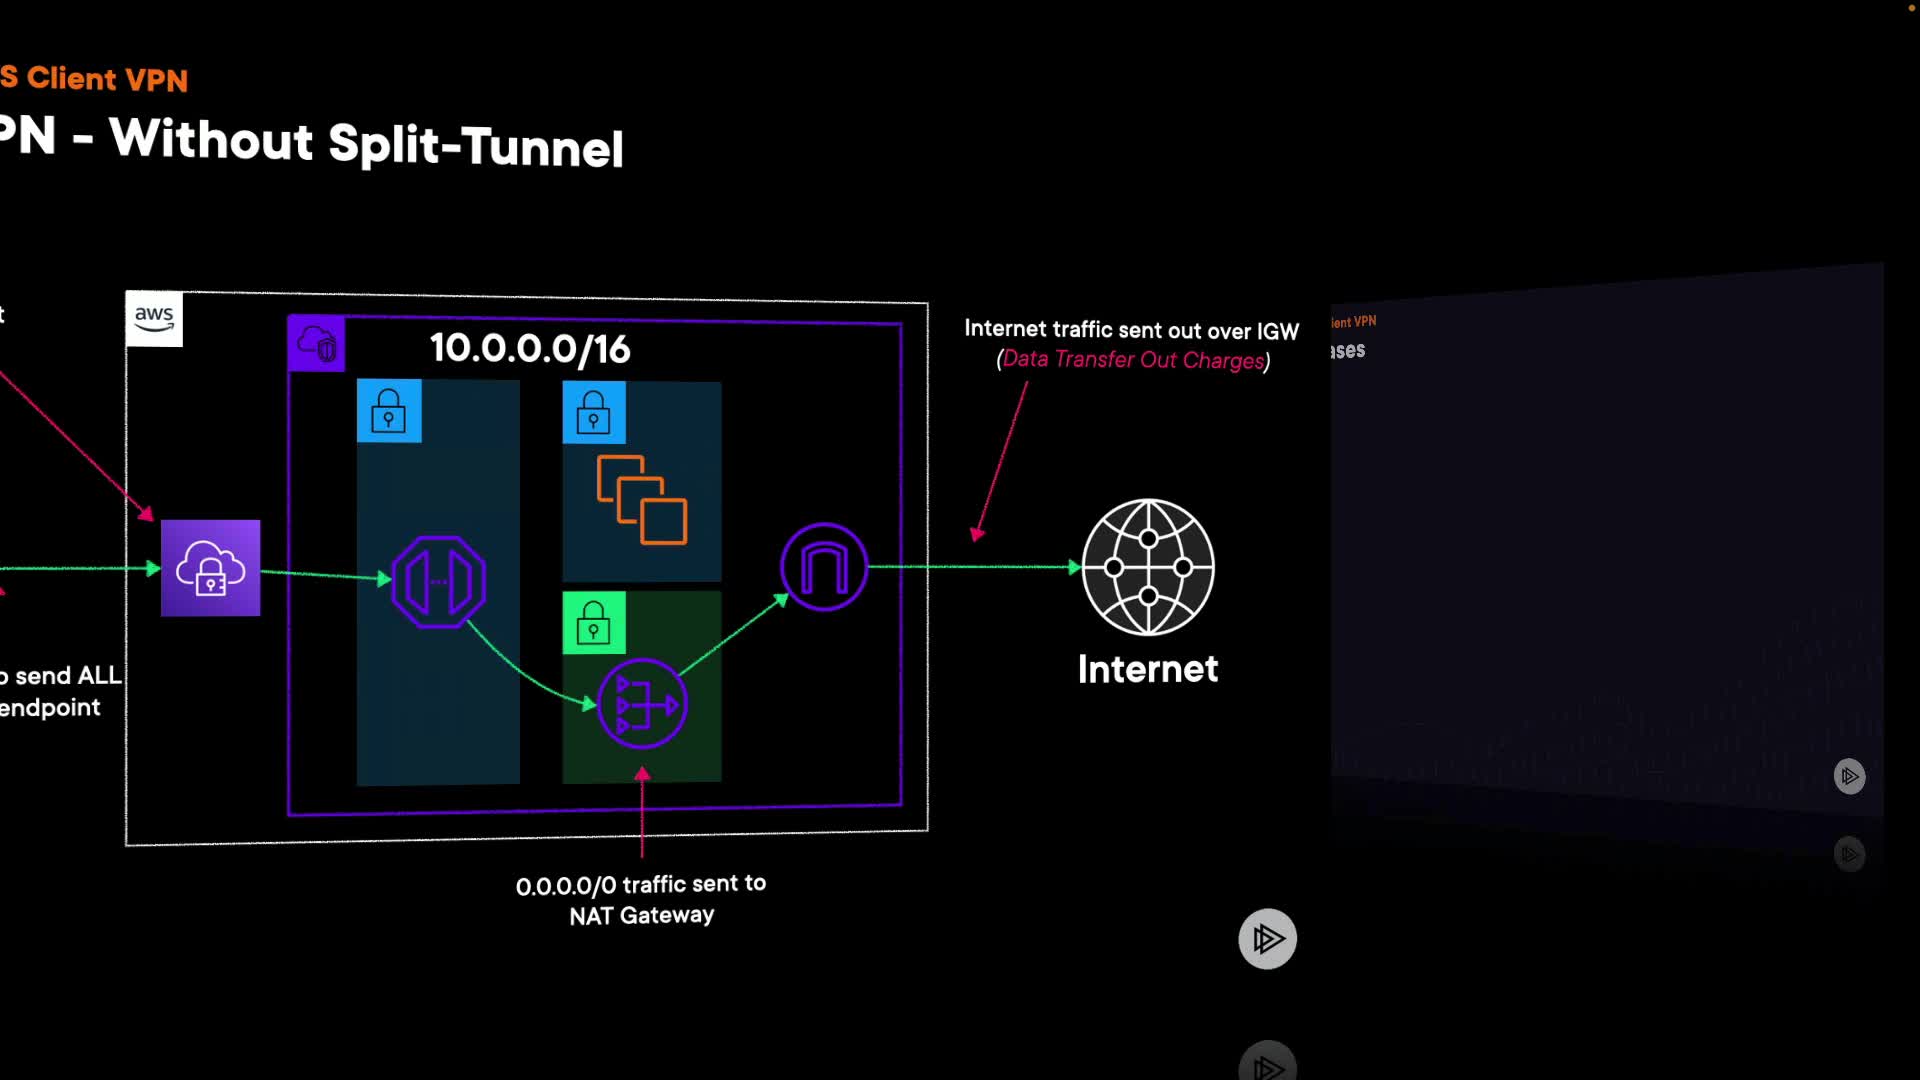 S Client VPN
PN - Without Split-Tunnel
t
aws
10.0.0.0/16
Internet traffic sent out over IGW
(Data Transfer Out Charges)
ient VPN
ases
o send ALL
endpoint
Internet
0.0.0.0/0 traffic sent to
NAT Gateway